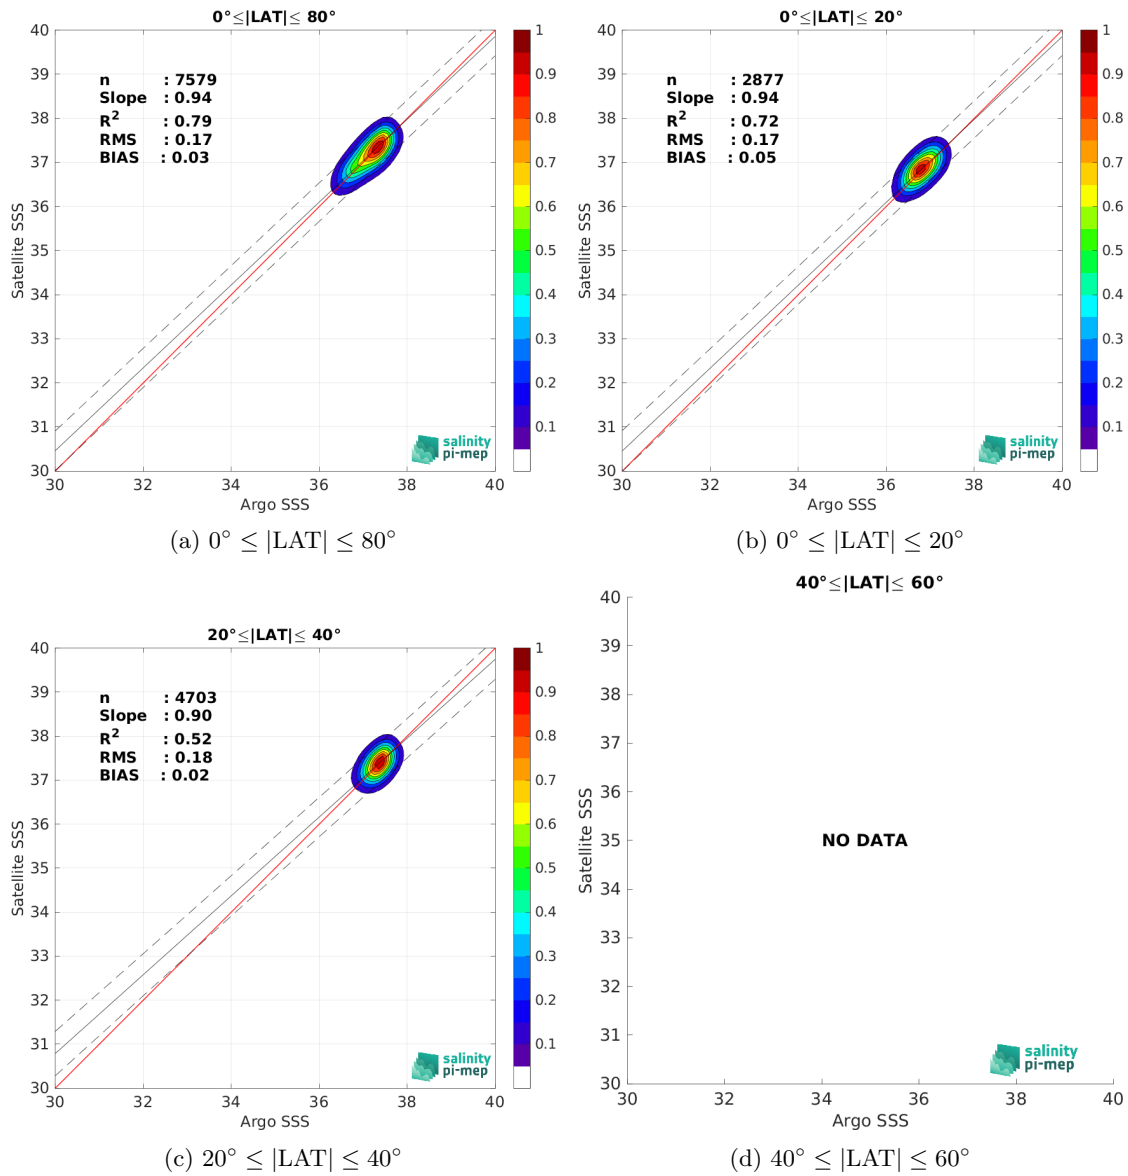 0°≤|LAT|≤ 80°
40
39
38
37
36
35
34
33
32
31
30
Satellite SSS
n : 7579
Slope : 0.94
R² : 0.79
RMS : 0.17
BIAS : 0.03
salinity
pi-mep
30 32 34 36 38 40
Argo SSS
1
0.9
0.8
0.7
0.6
0.5
0.4
0.3
0.2
0.1
(a) 0° ≤ |LAT| ≤ 80°
0°≤|LAT|≤ 20°
40
39
38
37
36
35
34
33
32
31
30
Satellite SSS
n : 2877
Slope : 0.94
R² : 0.72
RMS : 0.17
BIAS : 0.05
salinity
pi-mep
30 32 34 36 38 40
Argo SSS
1
0.9
0.8
0.7
0.6
0.5
0.4
0.3
0.2
0.1
(b) 0° ≤ |LAT| ≤ 20°
20°≤|LAT|≤ 40°
40
39
38
37
36
35
34
33
32
31
30
Satellite SSS
n : 4703
Slope : 0.90
R² : 0.52
RMS : 0.18
BIAS : 0.02
salinity
pi-mep
30 32 34 36 38 40
Argo SSS
1
0.9
0.8
0.7
0.6
0.5
0.4
0.3
0.2
0.1
(c) 20° ≤ |LAT| ≤ 40°
40°≤|LAT|≤ 60°
40
39
38
37
36
35
34
33
32
31
30
Satellite SSS
NO DATA
salinity
pi-mep
30 32 34 36 38 40
Argo SSS
(d) 40° ≤ |LAT| ≤ 60°